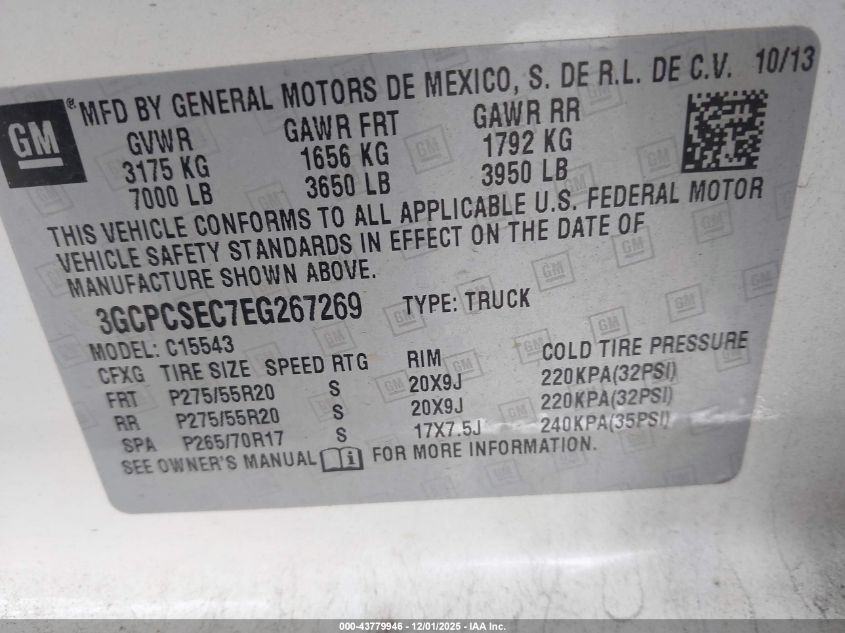 GM
® MFD BY GENERAL MOTORS DE MEXICO, S. DE R.L. DE C.V. 10/13
GVWR GAWR FRT GAWR RR
3175 KG 1656 KG 1792 KG
7000 LB 3650 LB 3950 LB
THIS VEHICLE CONFORMS TO ALL APPLICABLE U.S. FEDERAL MOTOR
VEHICLE SAFETY STANDARDS IN EFFECT ON THE DATE OF
MANUFACTURE SHOWN ABOVE.
3GCPCSEC7EG267269 TYPE: TRUCK
MODEL: C15543
CFXG TIRE SIZE SPEED RTG RIM COLD TIRE PRESSURE
FRT P275/55R20 S 20X9J 220KPA(32PSI)
RR P275/55R20 S 20X9J 220KPA(32PSI)
SPA P265/70R17 S 17X7.5J 240KPA(35PSI)
SEE OWNER'S MANUAL FOR MORE INFORMATION.
000-43779946 - 12/01/2025 - IAA Inc.